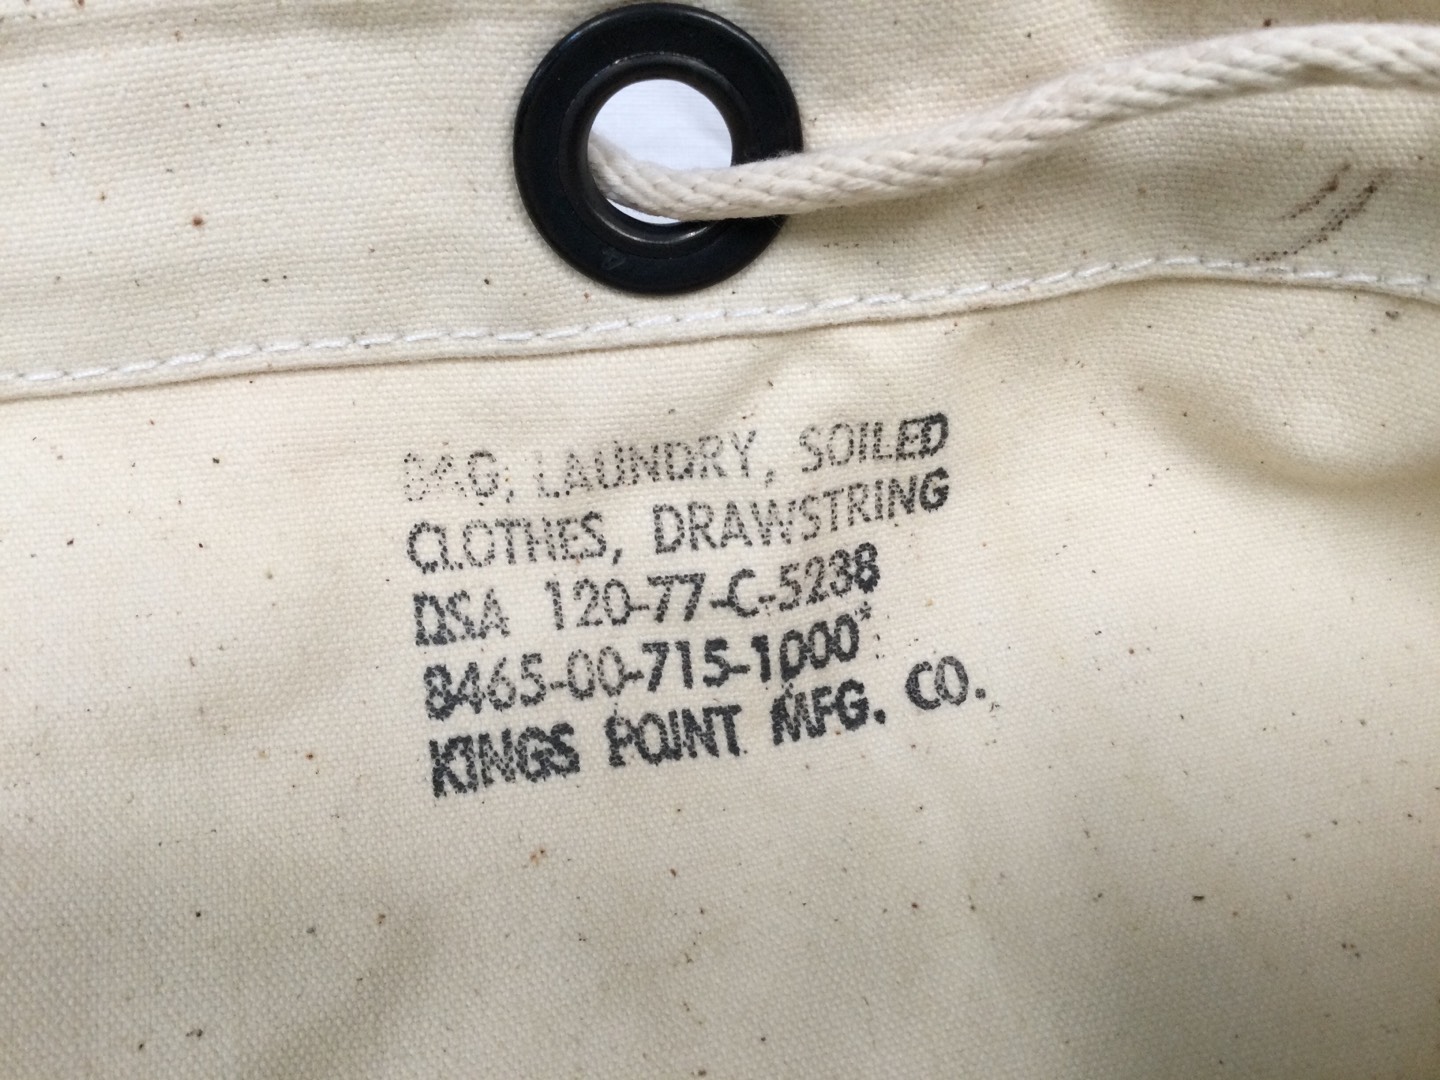 BAG, LAUNDRY, SOILED
CLOTHES, DRAWSTRING
DSA 120-77-C-5238
8465-00-715-1000
KINGS POINT MFG. CO.